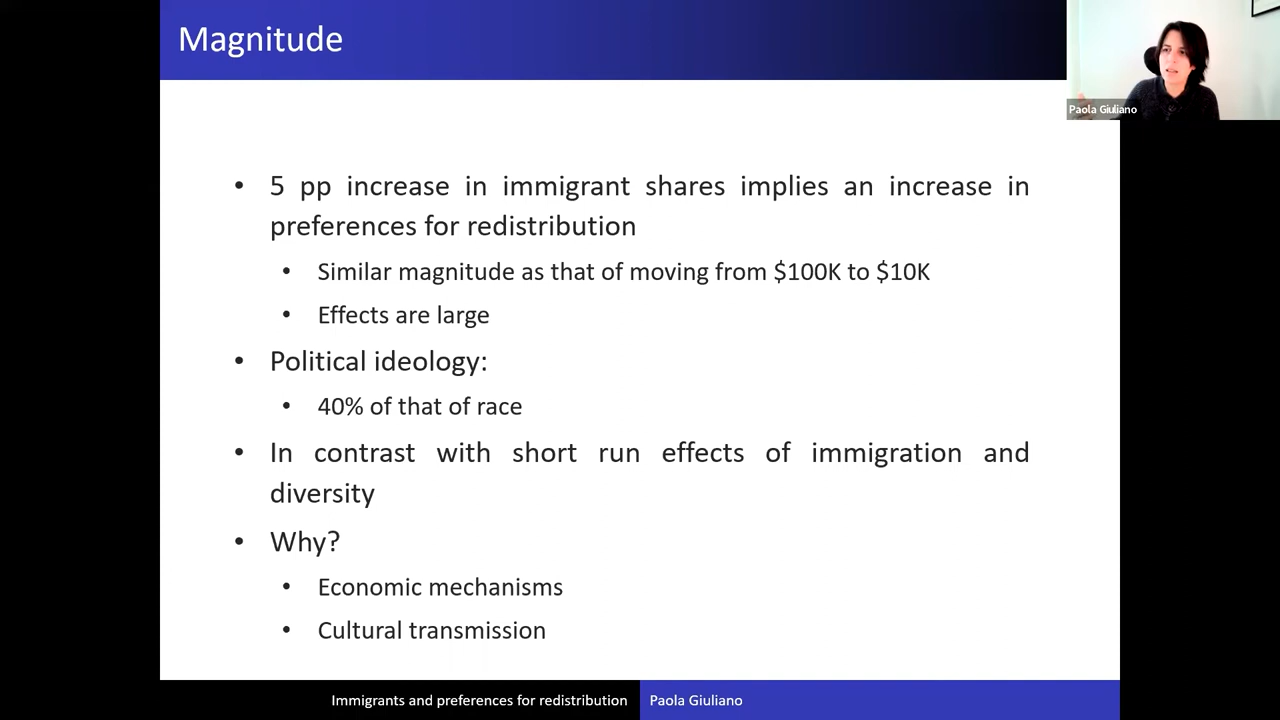 Magnitude
Paola Giuliano
• 5 pp increase in immigrant shares implies an increase in
preferences for redistribution
• Similar magnitude as that of moving from $100K to $10K
• Effects are large
• Political ideology:
• 40% of that of race
• In contrast with short run effects of immigration and
diversity
• Why?
• Economic mechanisms
• Cultural transmission
Immigrants and preferences for redistribution
Paola Giuliano